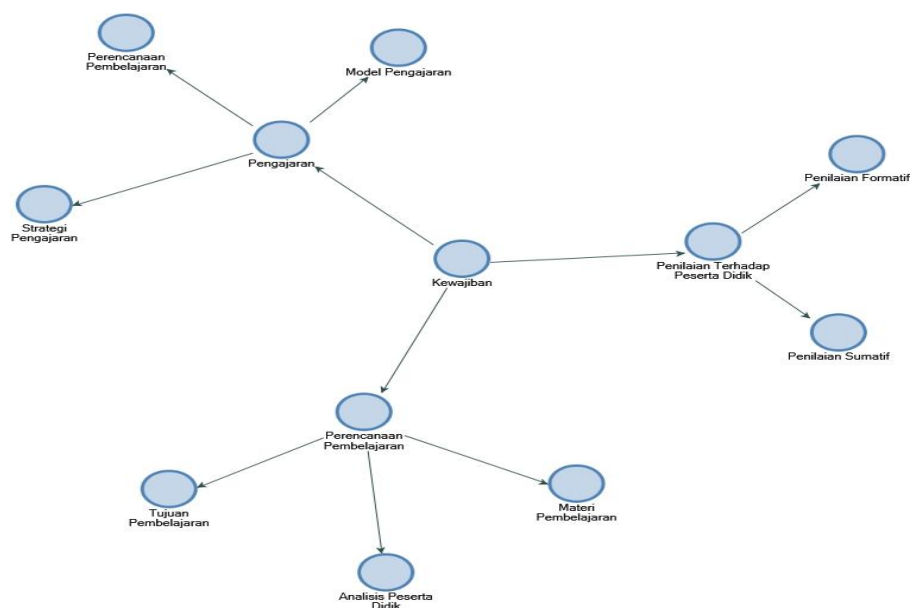 Perencanaan
Pembelajaran
Model Pengajaran
Pengajaran
Strategi
Pengajaran
Penilaian Formatif
Penilaian Terhadap
Peserta Didik
Kewajiban
Penilaian Sumatif
Perencanaan
Pembelajaran
Tujuan
Pembelajaran
Materi
Pembelajaran
Analisis Peserta
Didik